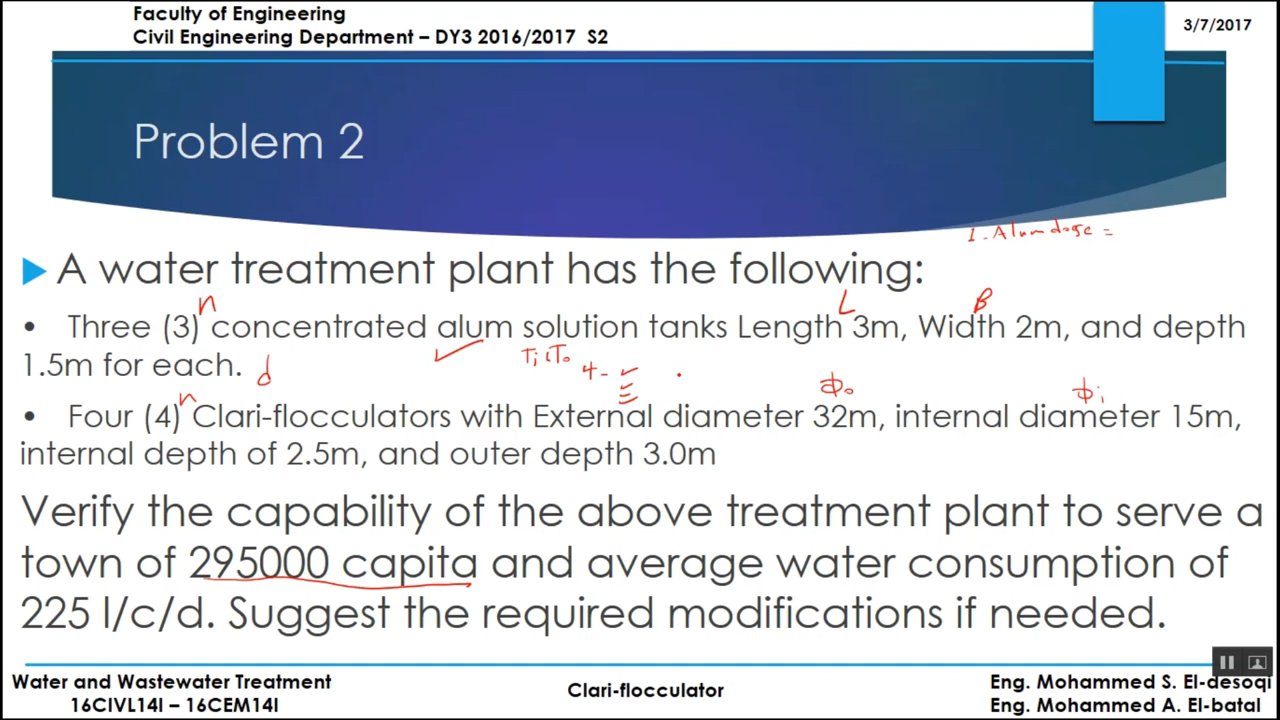 Faculty of Engineering
Civil Engineering Department – DY3 2016/2017 S2
3/7/2017
Problem 2
1-Alum dose =
A water treatment plant has the following:
n L B
• Three (3) concentrated alum solution tanks Length 3m, Width 2m, and depth
1.5m for each.
d Ti, To
4-
n Φo Φi
• Four (4) Clari-flocculators with External diameter 32m, internal diameter 15m,
internal depth of 2.5m, and outer depth 3.0m
Verify the capability of the above treatment plant to serve a
town of 295000 capita and average water consumption of
225 l/c/d. Suggest the required modifications if needed.
Water and Wastewater Treatment
16CIVL14I – 16CEM14I
Clari-flocculator
Eng. Mohammed S. El-desoqi
Eng. Mohammed A. El-batal